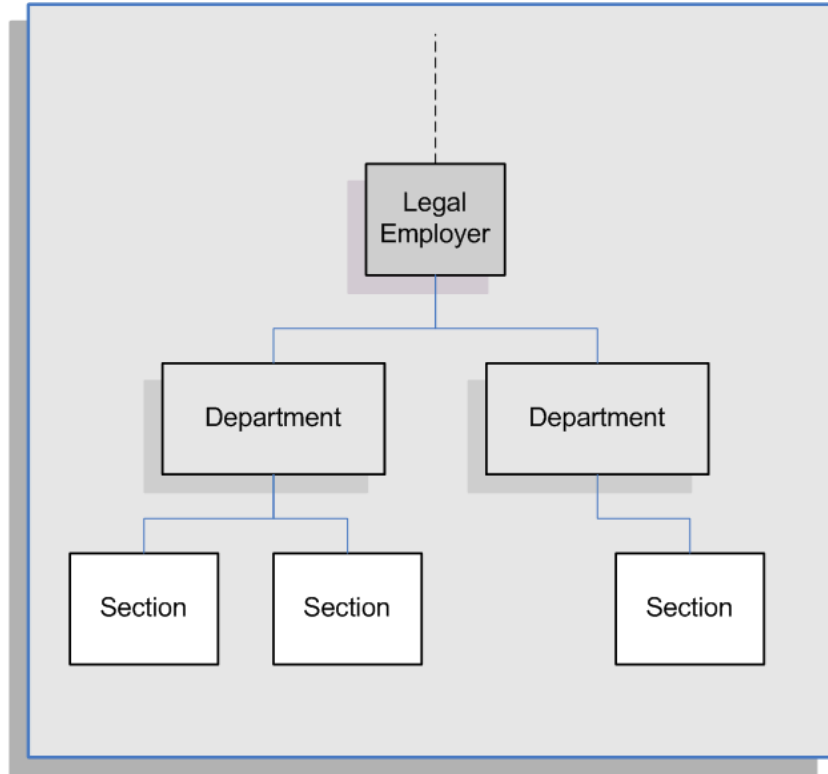 Legal
Employer
Department
Department
Section
Section
Section